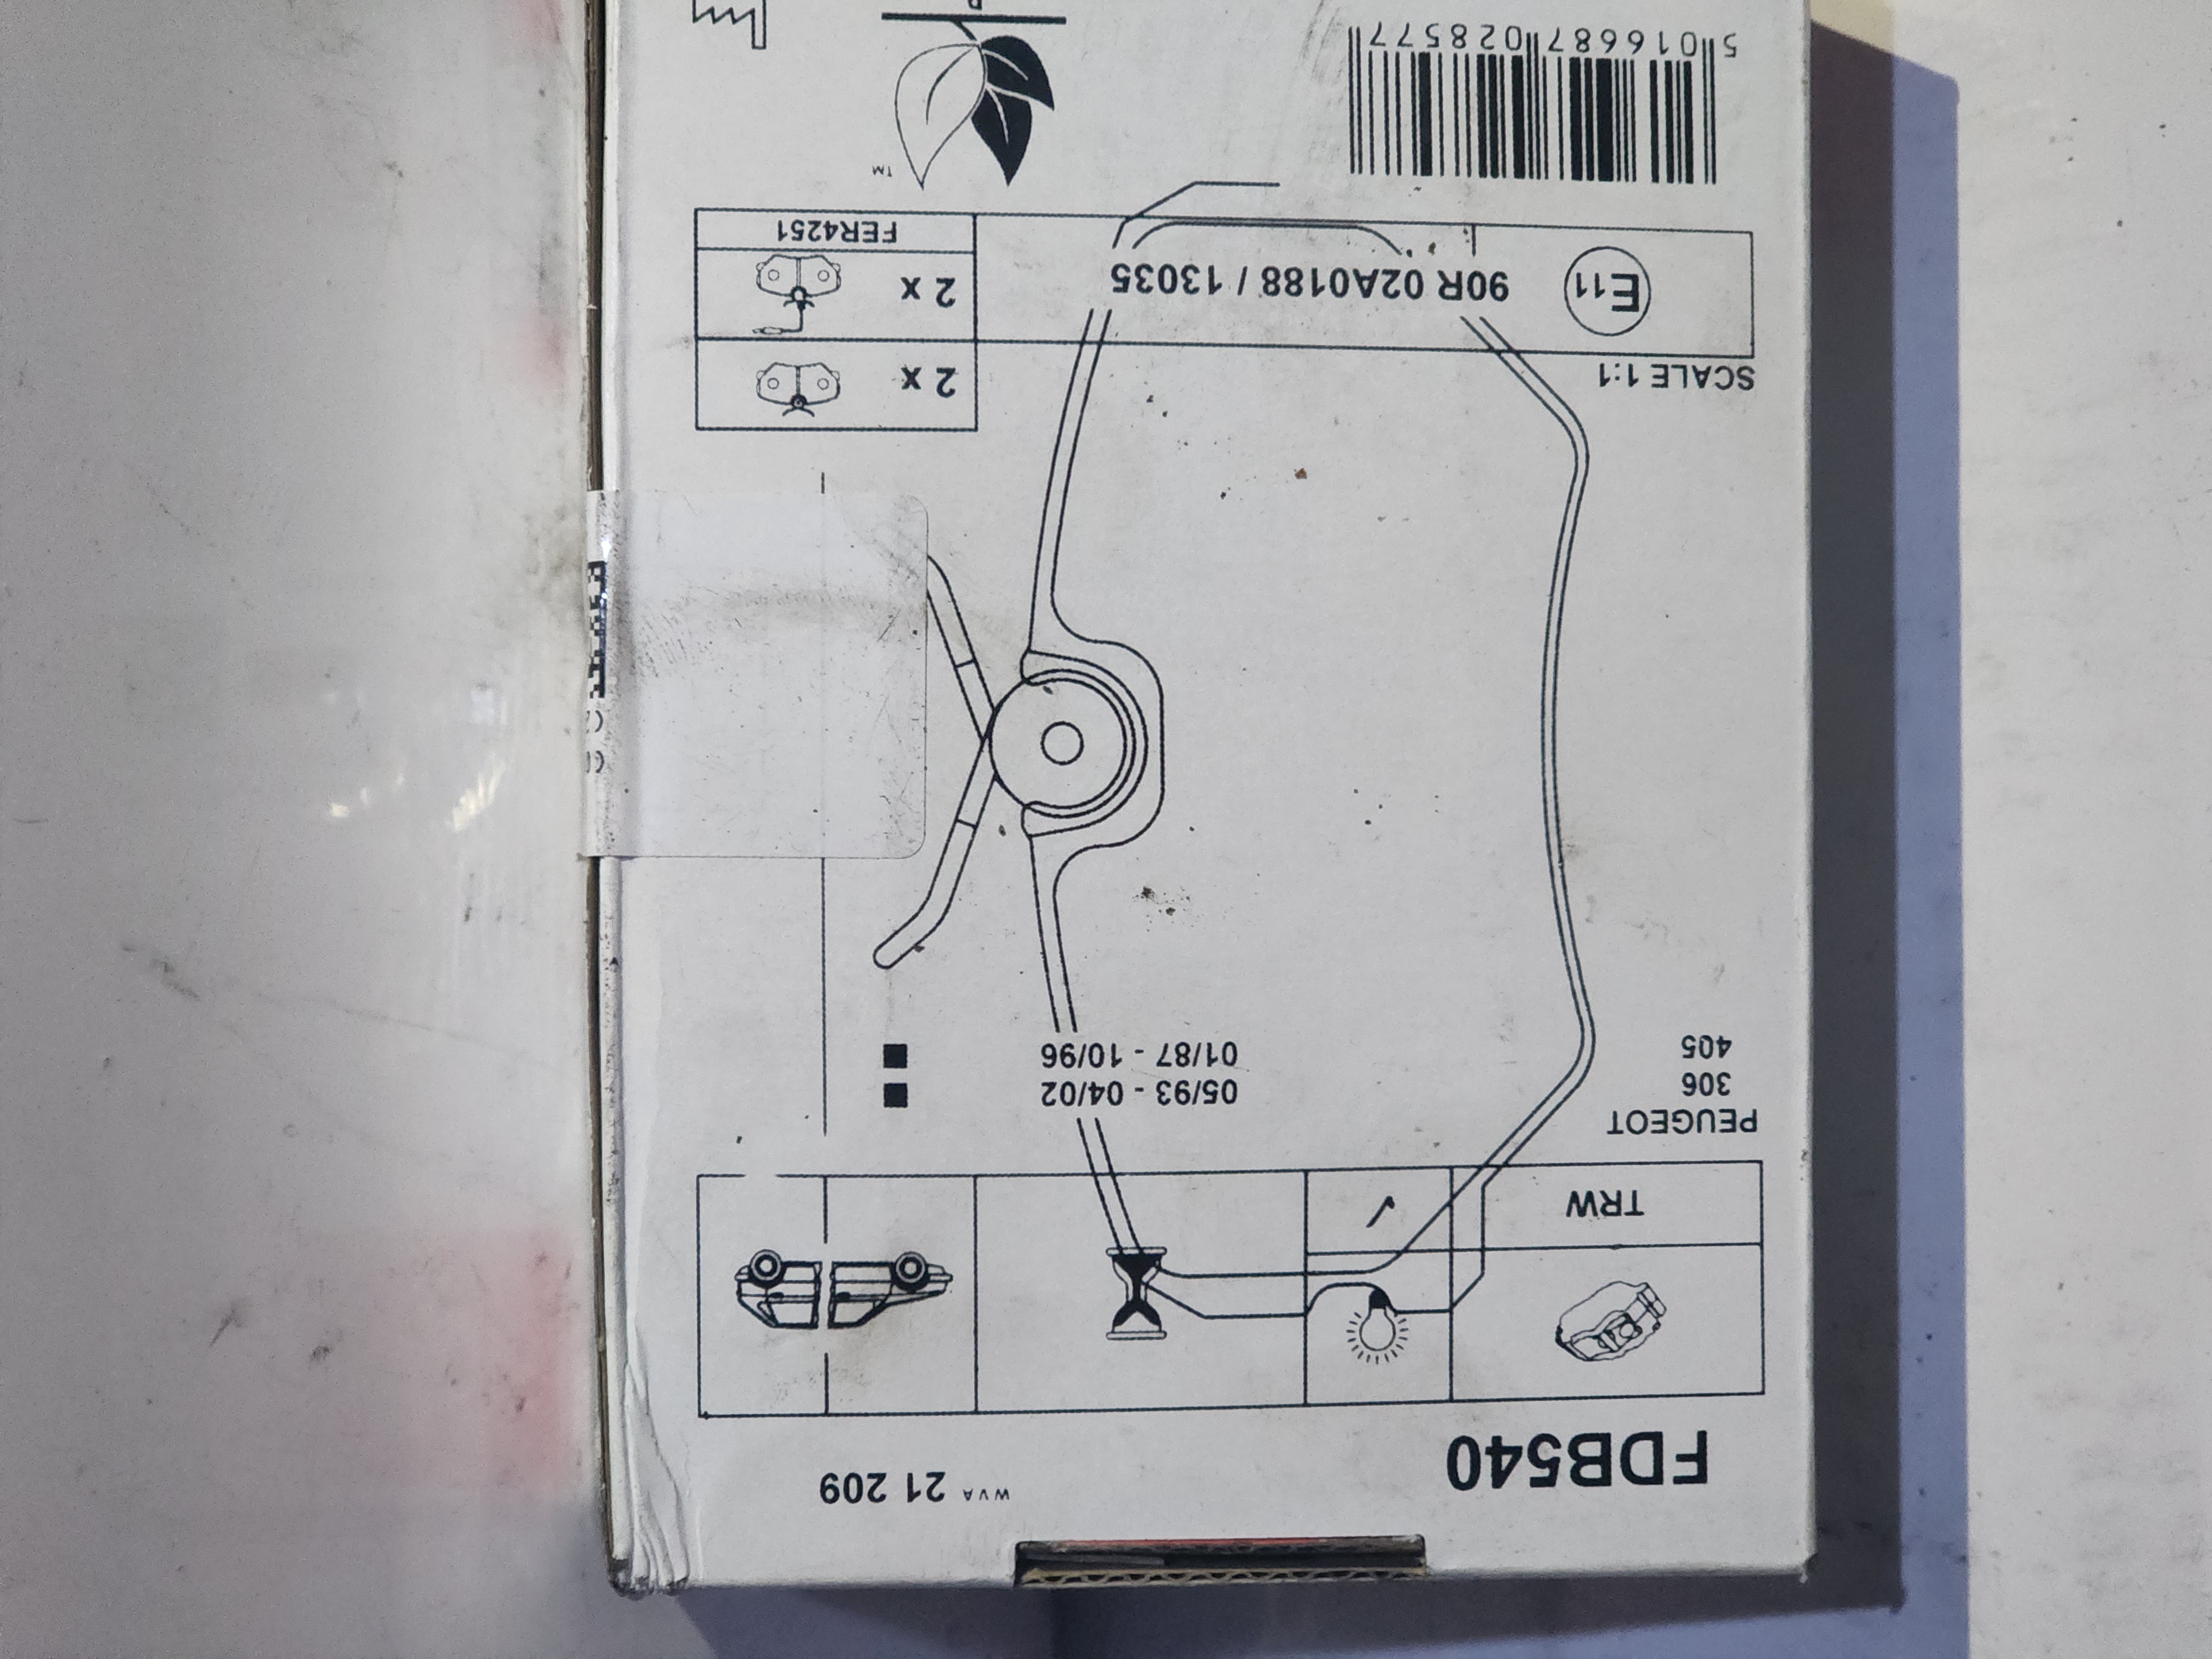 FDB540
WVA 21 209
TRW
PEUGEOT
306 05/93 - 04/02
405 01/87 - 10/96
SCALE 1:1
E11 90R 02A0188 / 13035
2 x
2 x
FER4251
TM
5 016687 028577